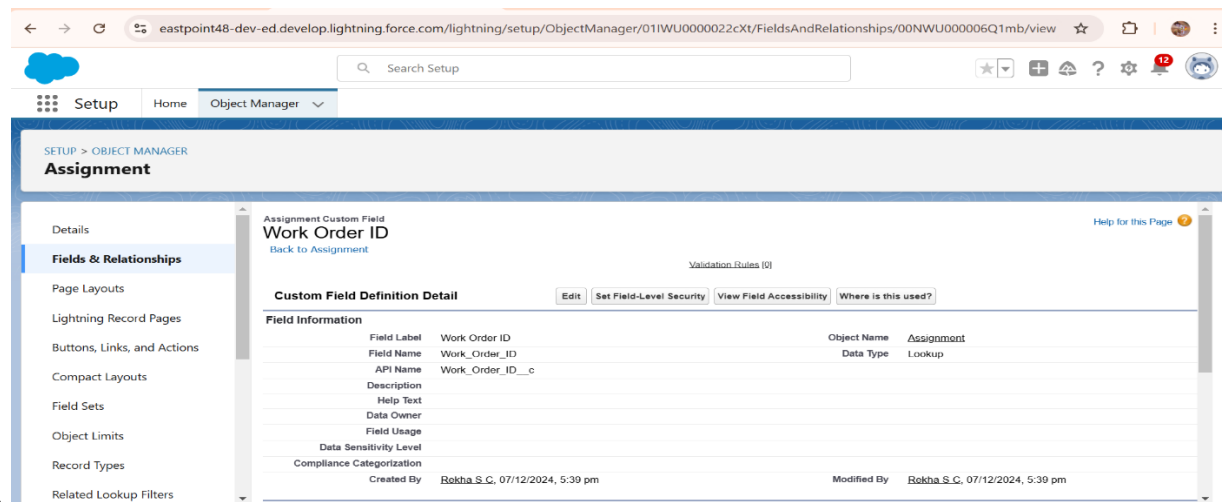 eastpoint48-dev-ed.develop.lightning.force.com/lightning/setup/ObjectManager/01IWU0000022cXt/FieldsAndRelationships/00NWU000006Q1mb/view
Search Setup
12
Setup Home Object Manager
SETUP > OBJECT MANAGER
Assignment
Details
Fields & Relationships
Page Layouts
Lightning Record Pages
Buttons, Links, and Actions
Compact Layouts
Field Sets
Object Limits
Record Types
Related Lookup Filters
Assignment Custom Field
Work Order ID
Back to Assignment
Help for this Page
Validation Rules [0]
Custom Field Definition Detail Edit Set Field-Level Security View Field Accessibility Where is this used?
Field Information
Field Label Work Order ID Object Name Assignment
Field Name Work_Order_ID Data Type Lookup
API Name Work_Order_ID__c
Description
Help Text
Data Owner
Field Usage
Data Sensitivity Level
Compliance Categorization
Created By Rekha S C, 07/12/2024, 5:39 pm Modified By Rekha S C, 07/12/2024, 5:39 pm